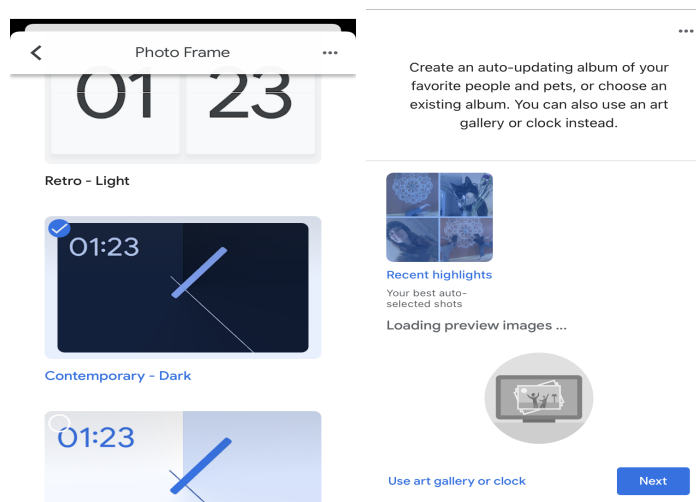 Photo Frame
01 23
Retro - Light
01:23
Contemporary - Dark
01:23
Create an auto-updating album of your
favorite people and pets, or choose an
existing album. You can also use an art
gallery or clock instead.
Recent highlights
Your best auto-
selected shots
Loading preview images ...
Use art gallery or clock
Next